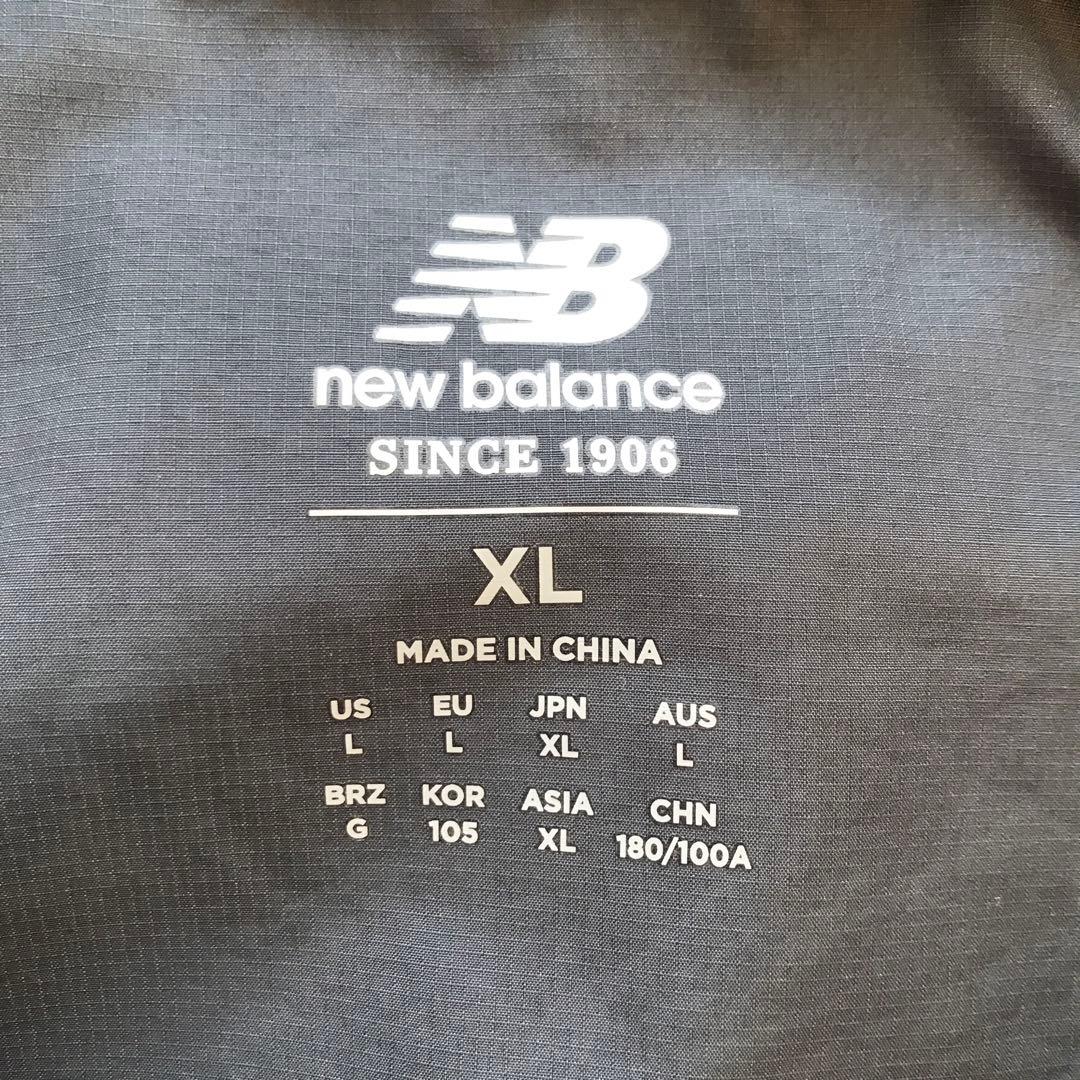 NB
new balance
SINCE 1906
XL
MADE IN CHINA
US EU JPN AUS
L L XL L
BRZ KOR ASIA CHN
G 105 XL 180/100A